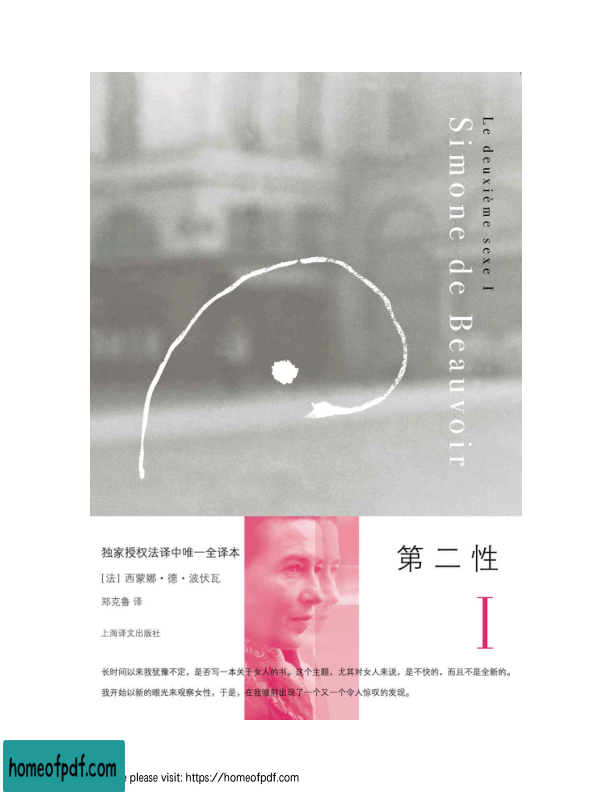 Le deuxième sexe I
Simone de Beauvoir
独家授权法译中唯一全译本
[法] 西蒙娜·德·波伏瓦
郑克鲁 译
上海译文出版社
第二性
I
长时间以来我犹豫不定，是否写一本关于女人的书。这个主题，尤其对女人来说，是不快的，而且不是全新的。
我开始以新的眼光来观察女性，于是，在我眼前出现了一个又一个令人惊叹的发现。
homeofpdf.com
e please visit: https://homeofpdf.com